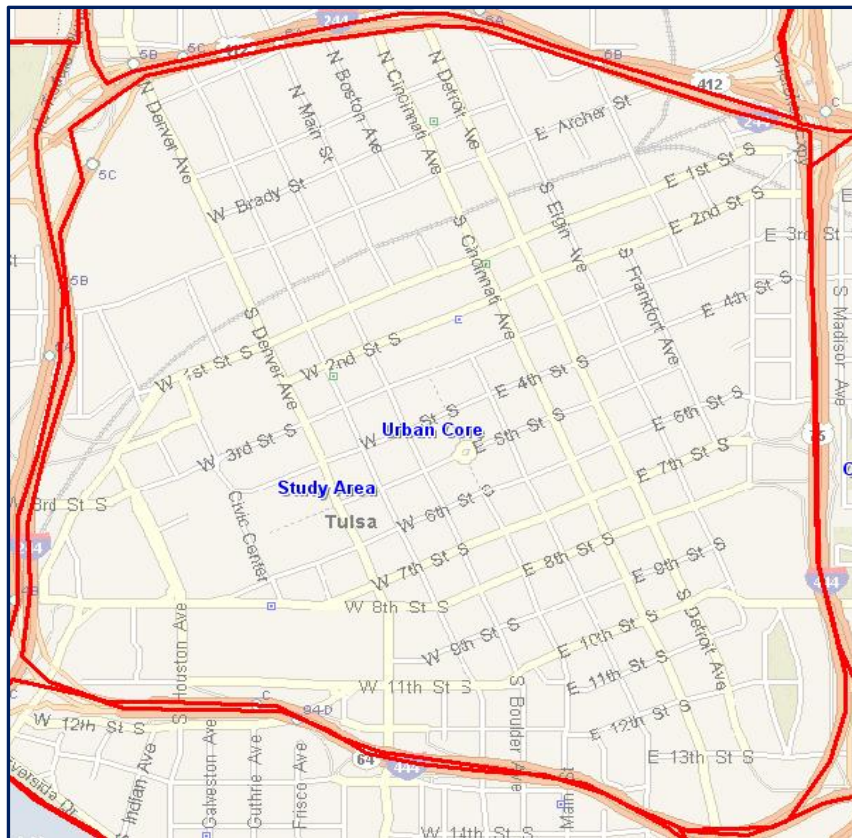 244
5B
5C
412
5A
6A
6B
412
244
C
N Denver Ave
N Main St
N Boston Ave
N Cincinnati Ave
N Detroit Ave
E Archer St
5C
W Brady St
S Cincinnati Ave
S Elgin Ave
E 1st St S
E 2nd St S
E 3rd St
S Frankfort Ave
E 4th St S
S Madison Ave
5B
S Denver Ave
W 1st St S
W 2nd St S
W 3rd St S
E 4th St S
Urban Core
E 5th St S
E 6th St S
75
E 7th St S
Study Area
Tulsa
W 3rd St S
Civic Center
W 6th St S
W 7th St S
E 8th St S
E 9th St S
244
444
W 8th St S
S Detroit Ave
W 9th St S
E 10th St S
E 11th St S
E 12th St S
S Houston Ave
W 11th St S
S Boulder Ave
C
94D
W 12th St S
64
444
E 13th St S
Indian Ave
Galveston Ave
Guthrie Ave
Frisco Ave
Main St
W 14th St S